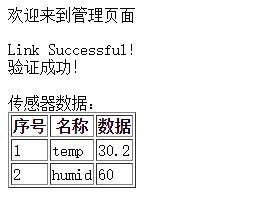 欢迎来到管理页面
Link Successful!
验证成功!
传感器数据：
序号 名称 数据
1 temp 30.2
2 humid 60